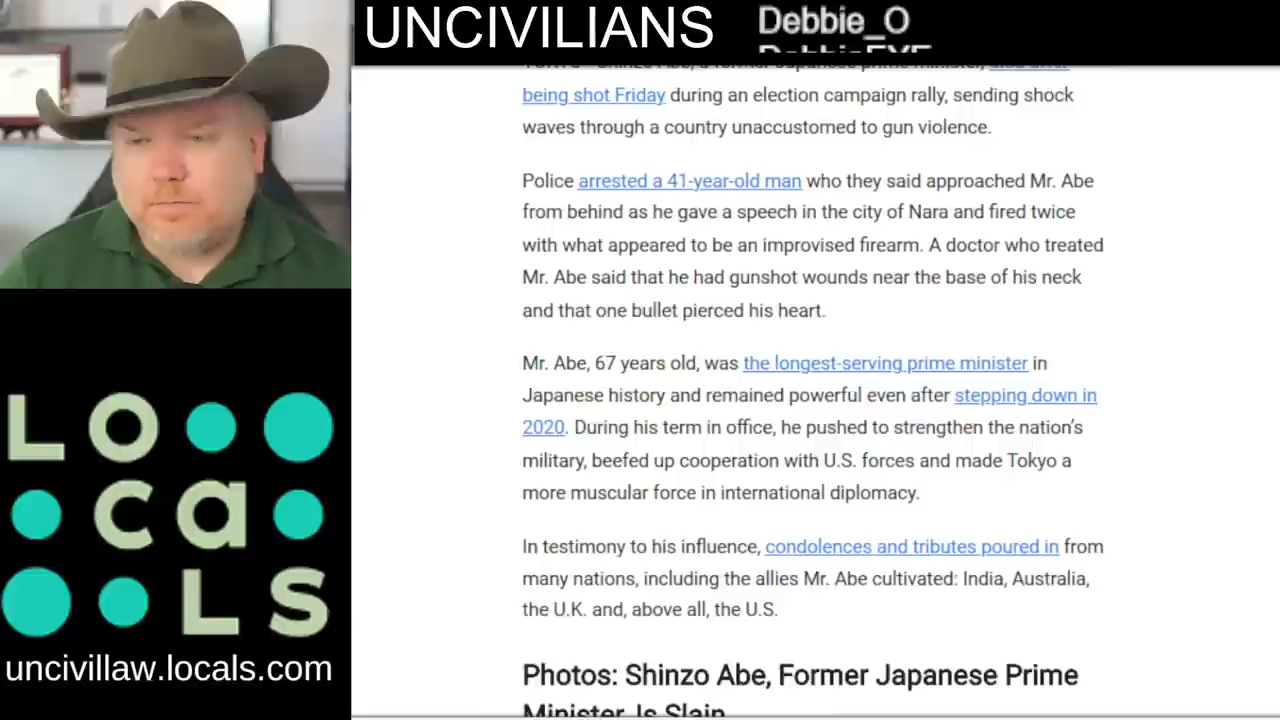 UNCIVILIANS
Debbie_O
being shot Friday during an election campaign rally, sending shock
waves through a country unaccustomed to gun violence.
Police arrested a 41-year-old man who they said approached Mr. Abe
from behind as he gave a speech in the city of Nara and fired twice
with what appeared to be an improvised firearm. A doctor who treated
Mr. Abe said that he had gunshot wounds near the base of his neck
and that one bullet pierced his heart.
Mr. Abe, 67 years old, was the longest-serving prime minister in
Japanese history and remained powerful even after stepping down in
2020. During his term in office, he pushed to strengthen the nation's
military, beefed up cooperation with U.S. forces and made Tokyo a
more muscular force in international diplomacy.
In testimony to his influence, condolences and tributes poured in from
many nations, including the allies Mr. Abe cultivated: India, Australia,
the U.K. and, above all, the U.S.
Photos: Shinzo Abe, Former Japanese Prime
Minister, Is Slain
LO
ca
LS
uncivillaw.locals.com